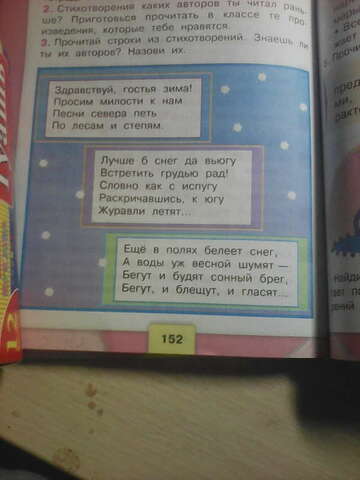 2. Стихотворения каких авторов ты читал рань-
ше? Приготовься прочитать в классе те про-
изведения, которые тебе нравятся.
3. Прочитай строки из стихотворений. Знаешь ли
ты их авторов? Назови их.
Здравствуй, гостья зима!
Просим милости к нам
Песни севера петь
По лесам и степям.
Лучше б снег да вьюгу
Встретить грудью рад!
Словно как с испугу
Раскричавшись, к югу
Журавли летят...
Ещё в полях белеет снег,
А воды уж весной шумят —
Бегут и будят сонный брег,
Бегут, и блещут, и гласят...
152